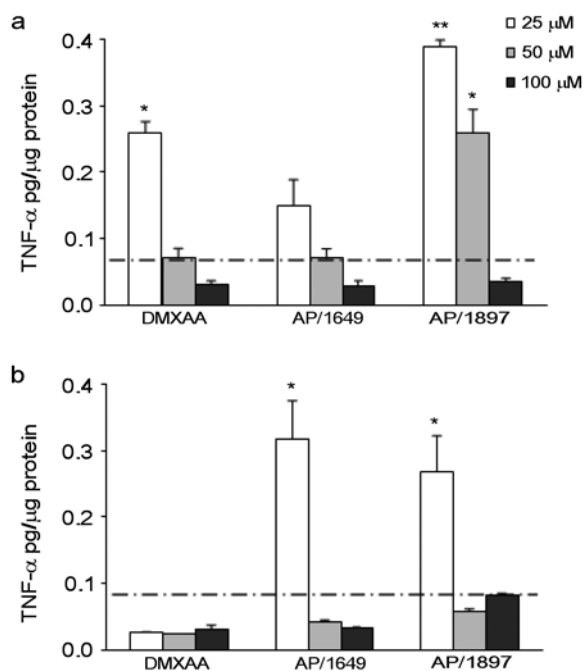 a
TNF-α pg/μg protein
0.4
0.3
0.2
0.1
0.0
*
**
*
25 μM
50 μM
100 μM
DMXAA AP/1649 AP/1897
b
TNF-α pg/μg protein
0.4
0.3
0.2
0.1
0.0
*
*
DMXAA AP/1649 AP/1897